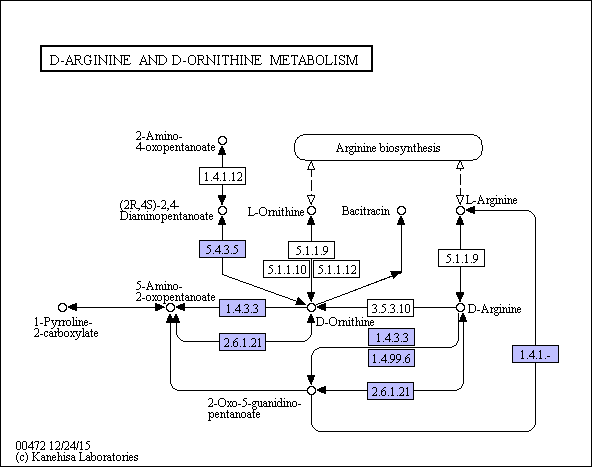 D-ARGININE AND D-ORNITHINE METABOLISM
2-Amino-
4-oxopentanoate
Arginine biosynthesis
1.4.1.12
(2R,4S)-2,4-
Diaminopentanoate
L-Ornithine
Bacitracin
L-Arginine
5.4.3.5
5.1.1.9
5.1.1.10
5.1.1.12
5.1.1.9
5-Amino-
2-oxopentanoate
1.4.3.3
3.5.3.10
D-Ornithine
D-Arginine
1-Pyrroline-
2-carboxylate
2.6.1.21
1.4.3.3
1.4.99.6
1.4.1.-
2.6.1.21
2-Oxo-5-guanidino-
pentanoate
00472 12/24/15
(c) Kanehisa Laboratories